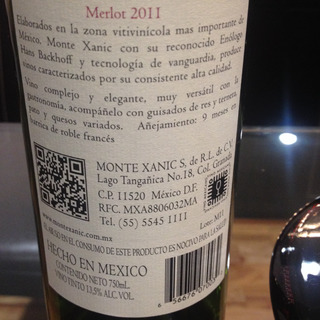 Merlot 2011
Elaborados en la zona vitivinícola mas importante de
México, Monte Xanic con su reconocido Enólogo
Hans Backhoff y tecnología de vanguardia, produce
vinos caracterizados por su consistente alta calidad.
Vino complejo y elegante, muy versátil con la
gastronomía, acompáñelo con guisados de res y ternera,
pan y quesos variados. Añejamiento: 9 meses en
barrica de roble francés
MONTE XANIC S, de R.L. de C.V.
Lago Tangañica No.18, Col. Granada
C.P. 11520 México D.F.
RFC. MXA8806032MA
Tel. (55) 5545 1111
www.montexanic.com.mx
EL ABUSO EN EL CONSUMO DE ESTE PRODUCTO ES NOCIVO PARA LA SALUD
HECHO EN MEXICO
CONTENIDO NETO 750mL.
VINO TINTO 13,5% ALC. VOL.